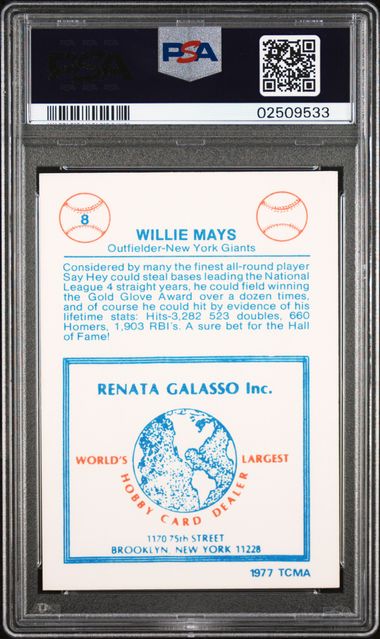 PSA
PSA
02509533
8
WILLIE MAYS
Outfielder-New York Giants
Considered by many the finest all-round player
Say Hey could steal bases leading the National
League 4 straight years, he could field winning
the Gold Glove Award over a dozen times,
and of course he could hit by evidence of his
lifetime stats: Hits-3,282 523 doubles, 660
Homers, 1,903 RBI's. A sure bet for the Hall
of Fame!
RENATA GALASSO Inc.
WORLD'S LARGEST
HOBBY CARD DEALER
1170 75th STREET
BROOKLYN, NEW YORK 11228
1977 TCMA